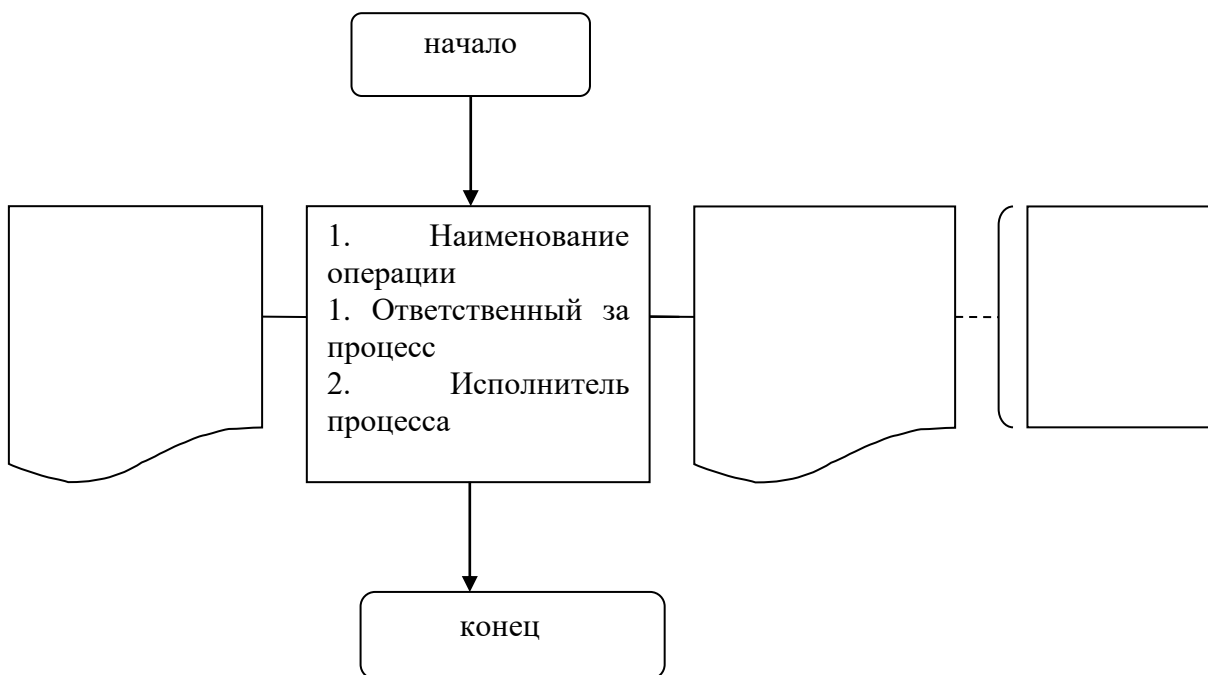 начало
1. Наименование
операции
1. Ответственный за
процесс
2. Исполнитель
процесса
конец